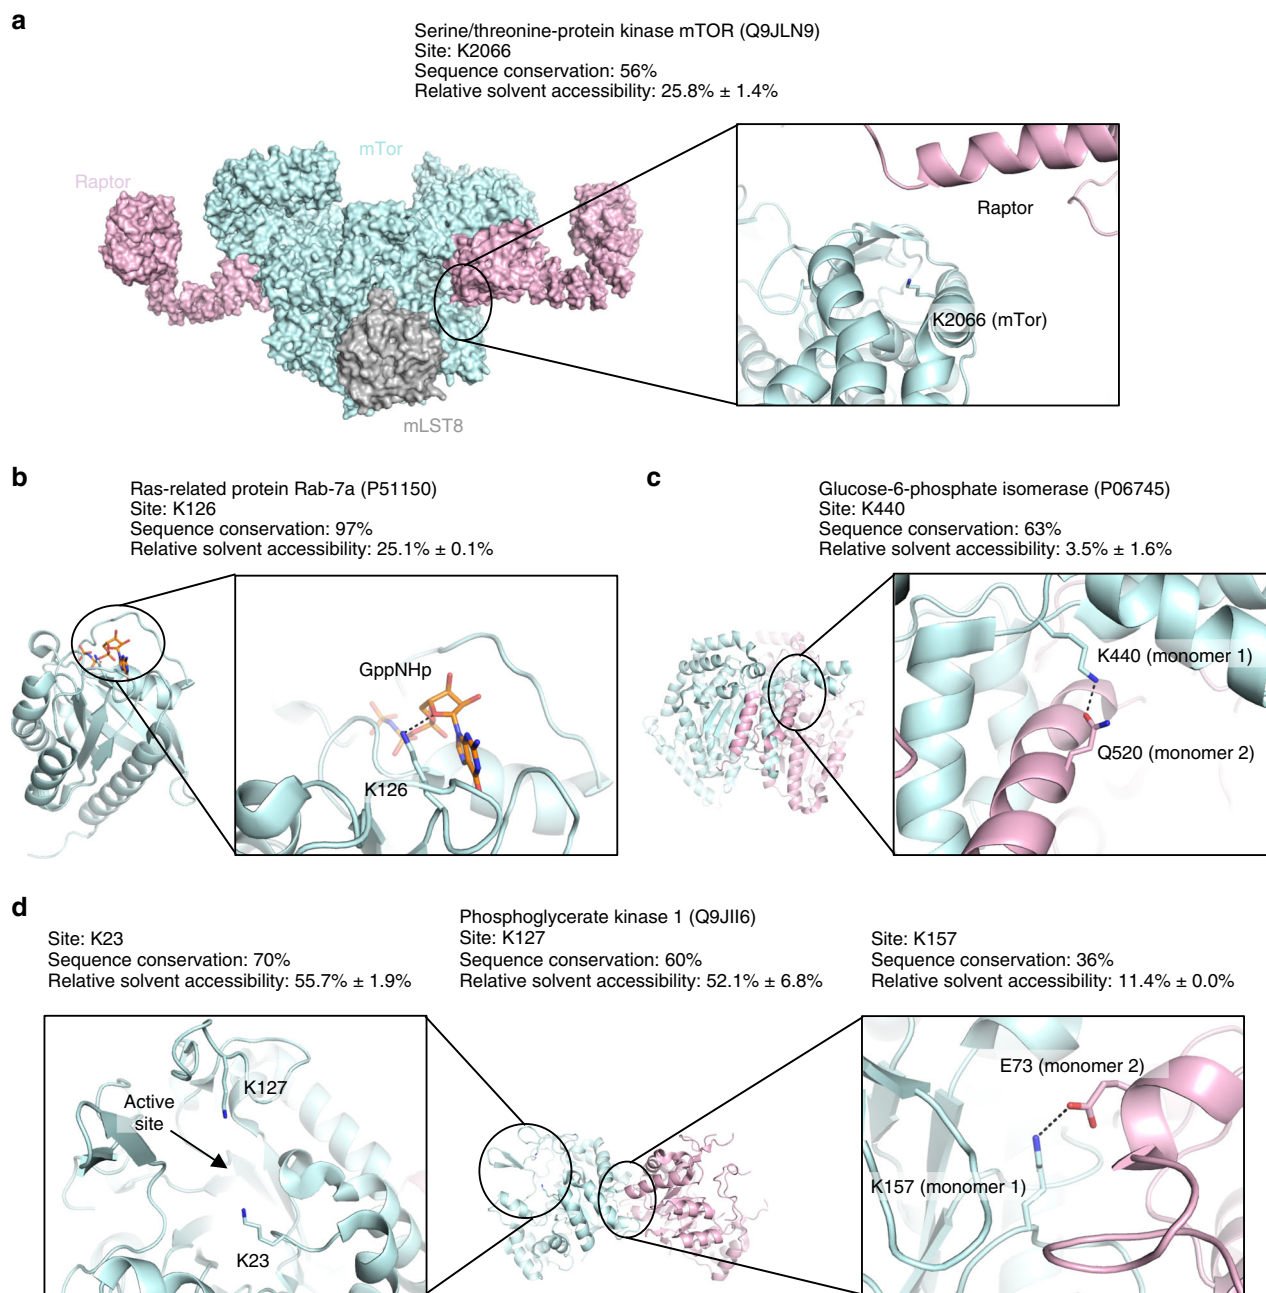 a
Serine/threonine-protein kinase mTOR (Q9JLN9)
Site: K2066
Sequence conservation: 56%
Relative solvent accessibility: 25.8% ± 1.4%
mTor
Raptor
mLST8
Raptor
K2066 (mTor)
b
Ras-related protein Rab-7a (P51150)
Site: K126
Sequence conservation: 97%
Relative solvent accessibility: 25.1% ± 0.1%
GppNHp
K126
c
Glucose-6-phosphate isomerase (P06745)
Site: K440
Sequence conservation: 63%
Relative solvent accessibility: 3.5% ± 1.6%
K440 (monomer 1)
Q520 (monomer 2)
d
Site: K23
Sequence conservation: 70%
Relative solvent accessibility: 55.7% ± 1.9%
Phosphoglycerate kinase 1 (Q9JII6)
Site: K127
Sequence conservation: 60%
Relative solvent accessibility: 52.1% ± 6.8%
Site: K157
Sequence conservation: 36%
Relative solvent accessibility: 11.4% ± 0.0%
K127
Active
site
K23
E73 (monomer 2)
K157 (monomer 1)